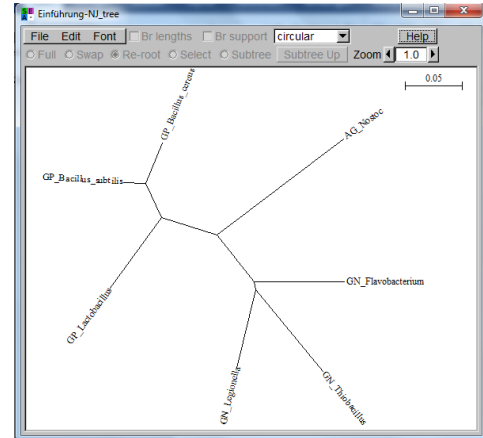 Einführung-NJ_tree
File Edit Font Br lengths Br support circular Help
Full Swap Re-root Select Subtree Subtree Up Zoom 1.0
0.05
GP_Bacillus_cereus
AG_Nostoc
GP_Bacillus_subtilis
GN_Flavobacterium
GP_Lactobacillus
GN_Legionella
GN_Thiobacillus